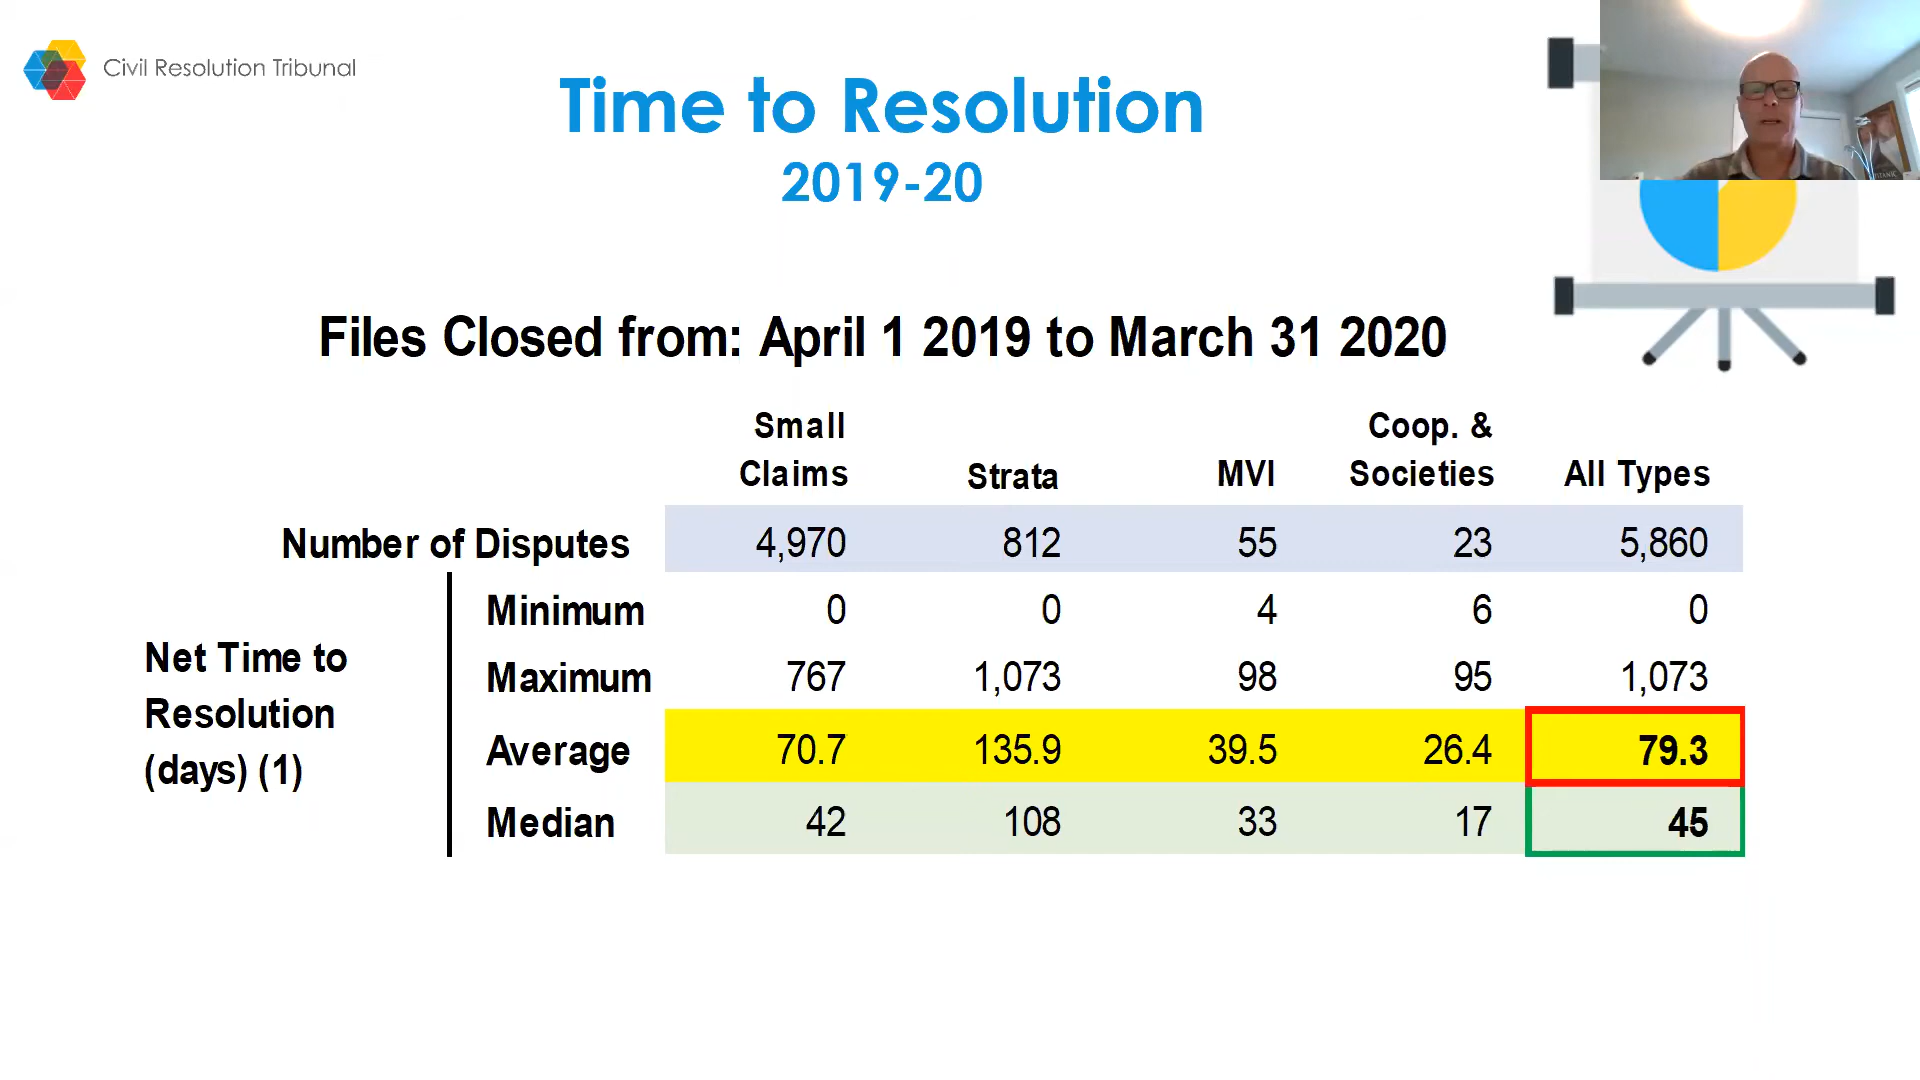 Civil Resolution Tribunal
Time to Resolution
2019-20
Files Closed from: April 1 2019 to March 31 2020
Small Claims Strata MVI Coop. & Societies All Types
Number of Disputes 4,970 812 55 23 5,860
Net Time to Resolution (days) (1)
Minimum 0 0 4 6 0
Maximum 767 1,073 98 95 1,073
Average 70.7 135.9 39.5 26.4 79.3
Median 42 108 33 17 45